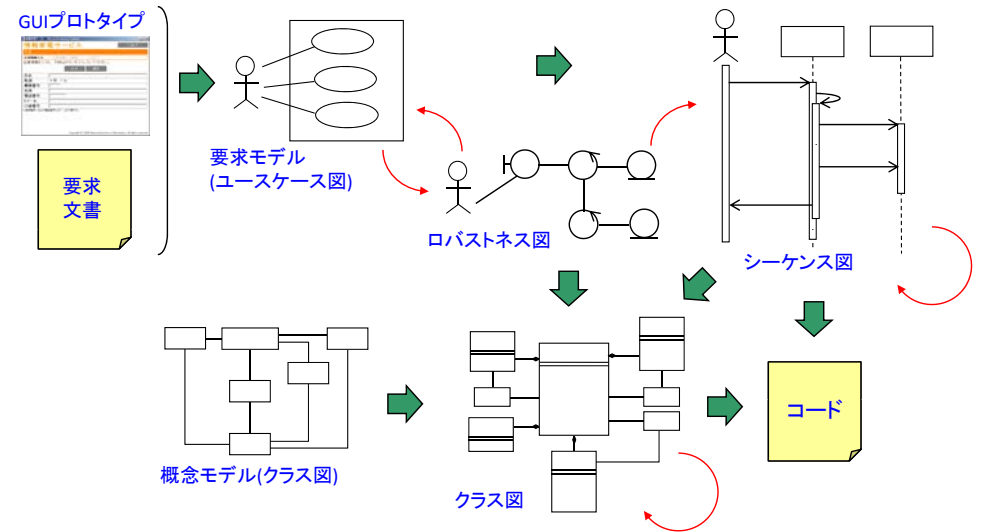 GUIプロトタイプ
要求
文書
要求モデル
(ユースケース図)
ロバストネス図
シーケンス図
概念モデル(クラス図)
クラス図
コード